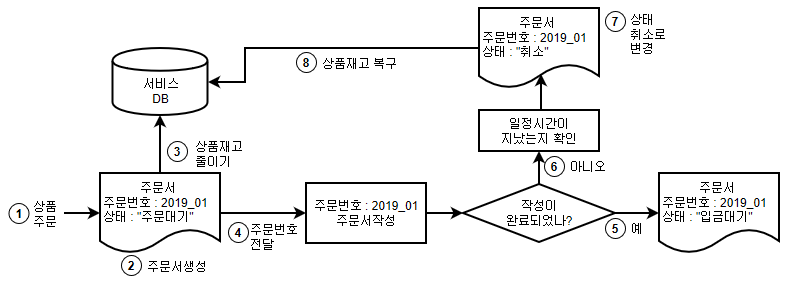 ① 상품
주문
주문서
주문번호 : 2019_01
상태 : "주문대기"
② 주문서생성
③ 상품재고
줄이기
서비스
DB
④ 주문번호
전달
주문번호 : 2019_01
주문서작성
작성이
완료되었나?
⑤ 예
주문서
주문번호 : 2019_01
상태 : "입금대기"
⑥ 아니오
일정시간이
지났는지 확인
주문서
주문번호 : 2019_01
상태 : "취소"
⑦ 상태
취소로
변경
⑧ 상품재고 복구